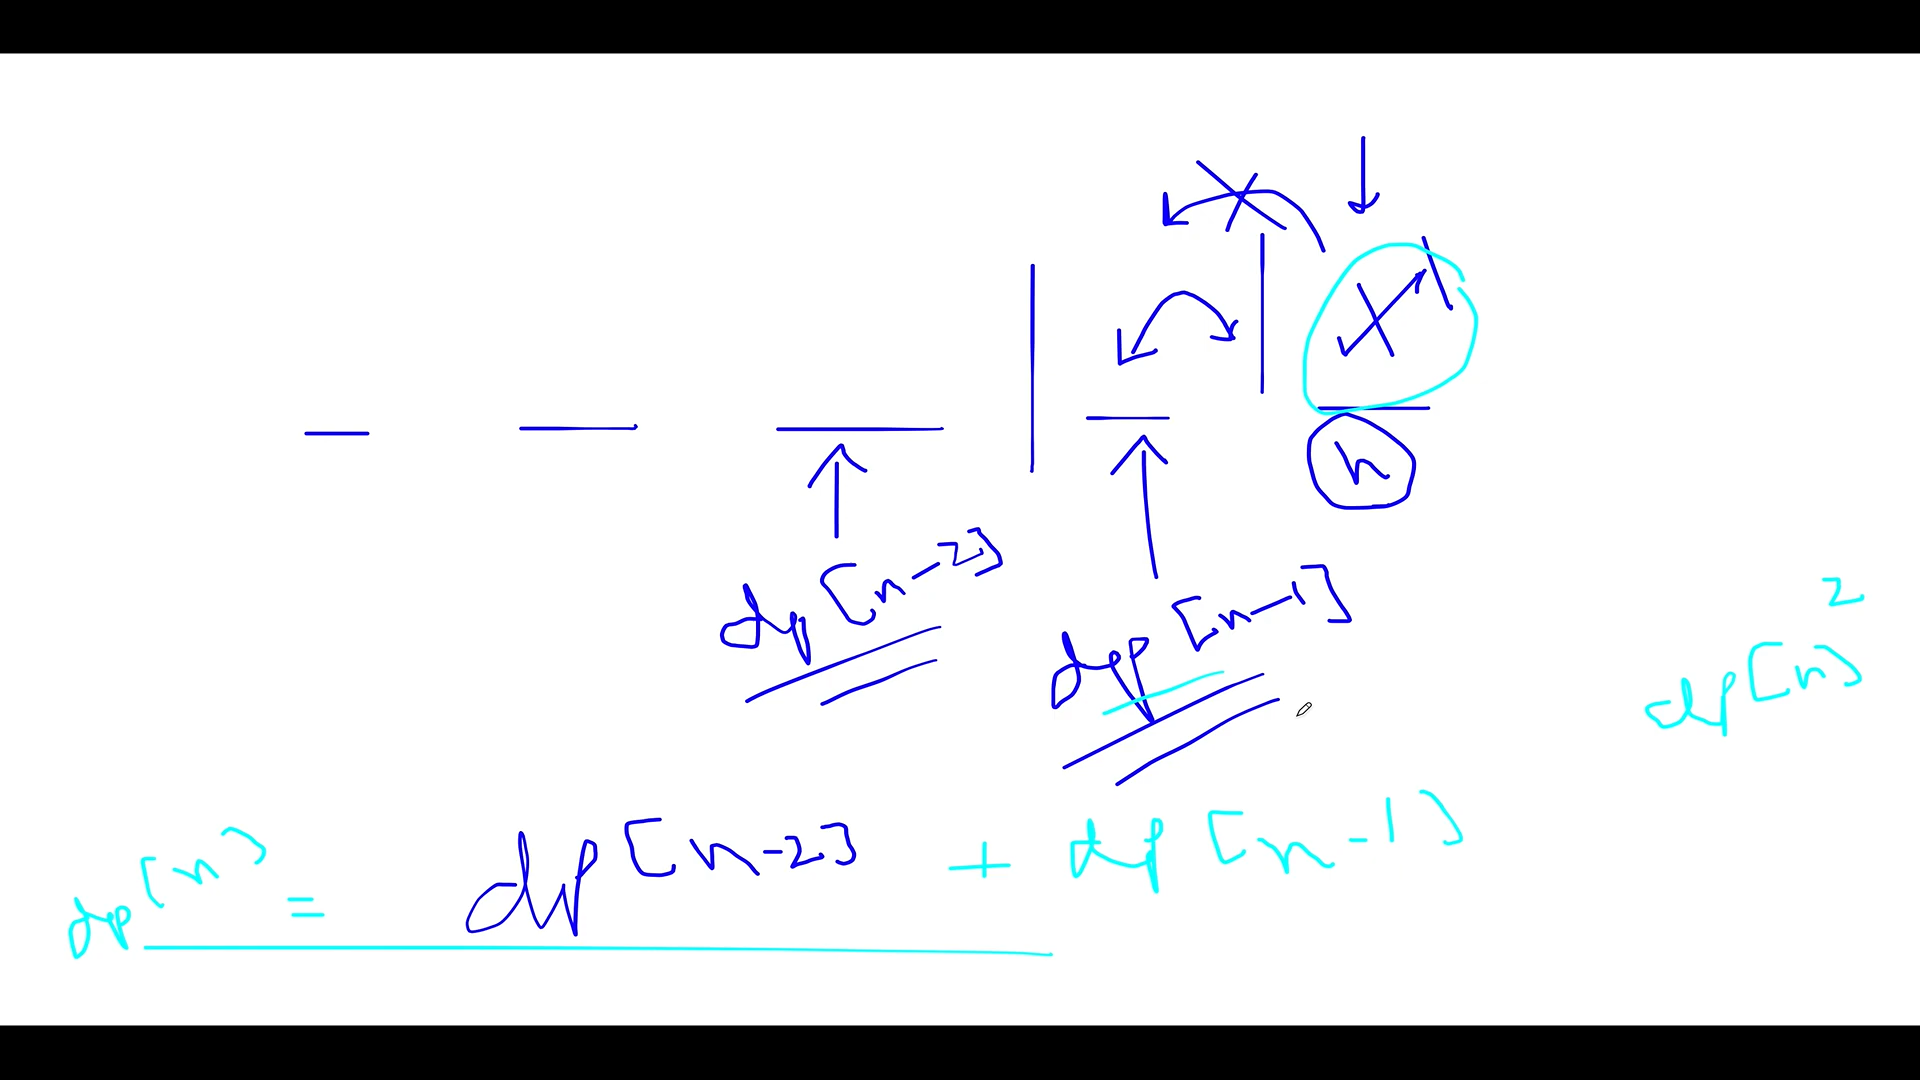 n
dp[n-2]
dp[n-1]
2
dp[n]
dp[n] = dp[n-2] + dp[n-1]